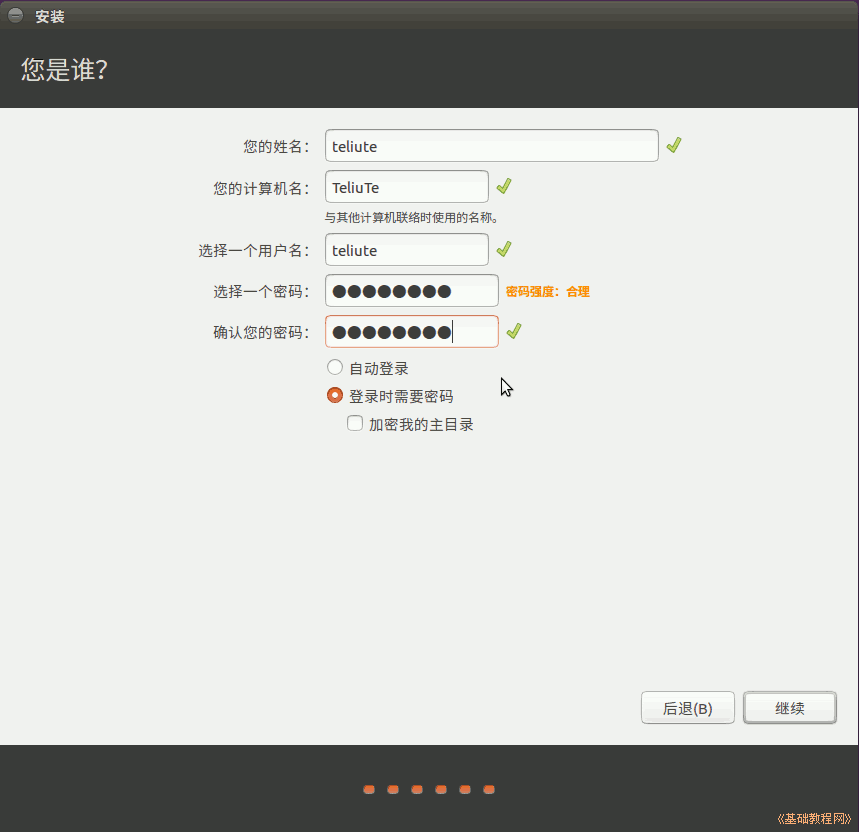 安装
您是谁？
您的姓名： teliute
您的计算机名： TeliuTe
与其他计算机联络时使用的名称。
选择一个用户名： teliute
选择一个密码： ●●●●●●●● 密码强度：合理
确认您的密码： ●●●●●●●●
自动登录
登录时需要密码
加密我的主目录
后退(B) 继续
《基础教程网》